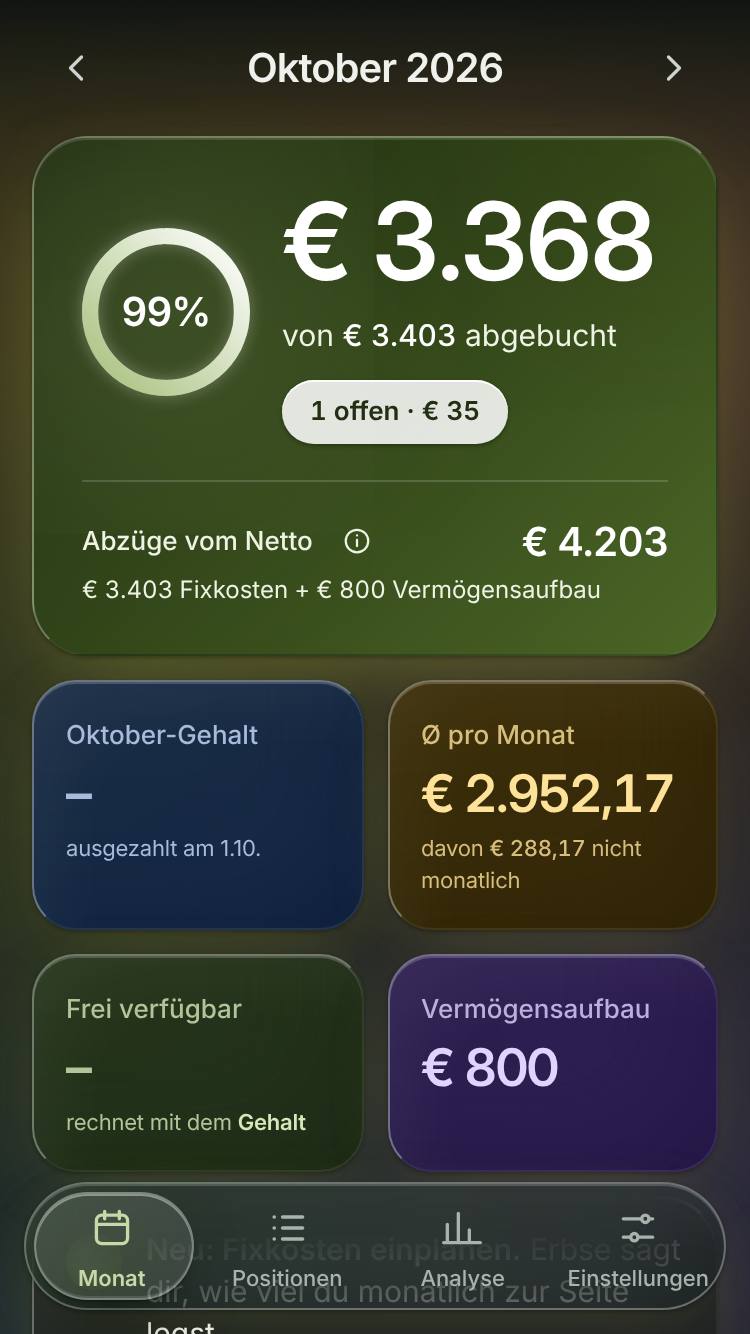 Oktober 2026
99%
€ 3.368
von € 3.403 abgebucht
1 offen · € 35
Abzüge vom Netto
€ 4.203
€ 3.403 Fixkosten + € 800 Vermögensaufbau
Oktober-Gehalt
–
ausgezahlt am 1.10.
Ø pro Monat
€ 2.952,17
davon € 288,17 nicht
monatlich
Frei verfügbar
–
rechnet mit dem Gehalt
Vermögensaufbau
€ 800
Neu: Fixkosten einplanen. Erbse sagt
dir, wie viel du monatlich zur Seite
legst
Monat
Positionen
Analyse
Einstellungen